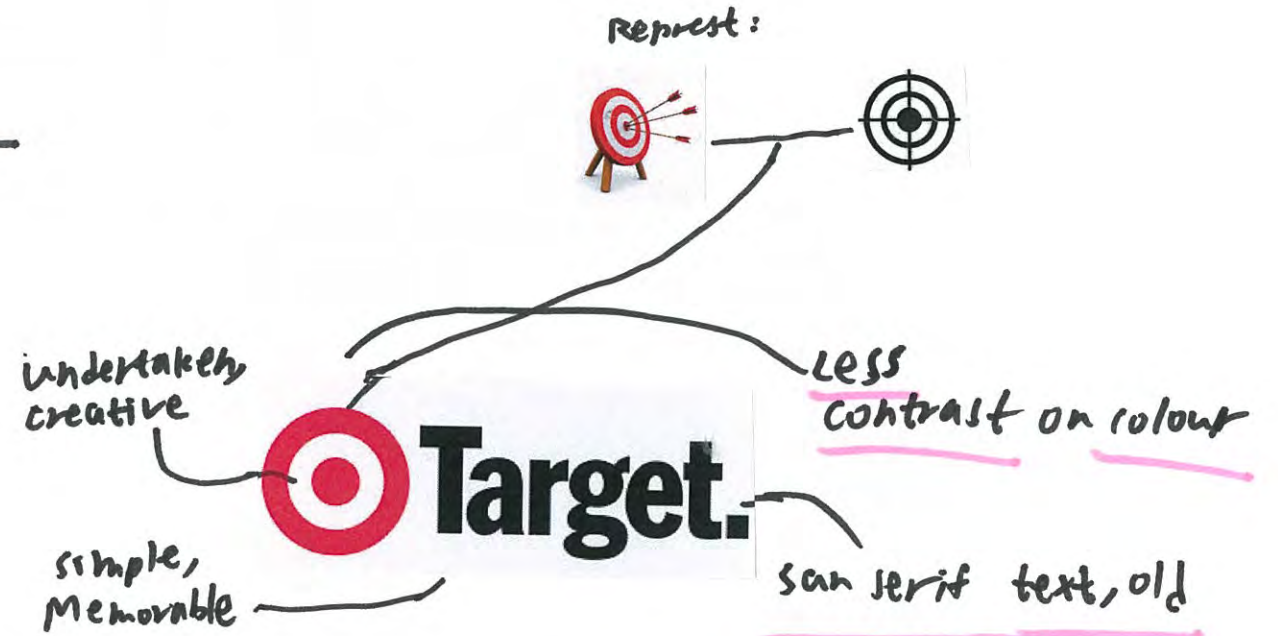 Represt:
undertaken,
creative
Less
contrast on colour
Target.
simple,
Memorable
san serif text, old